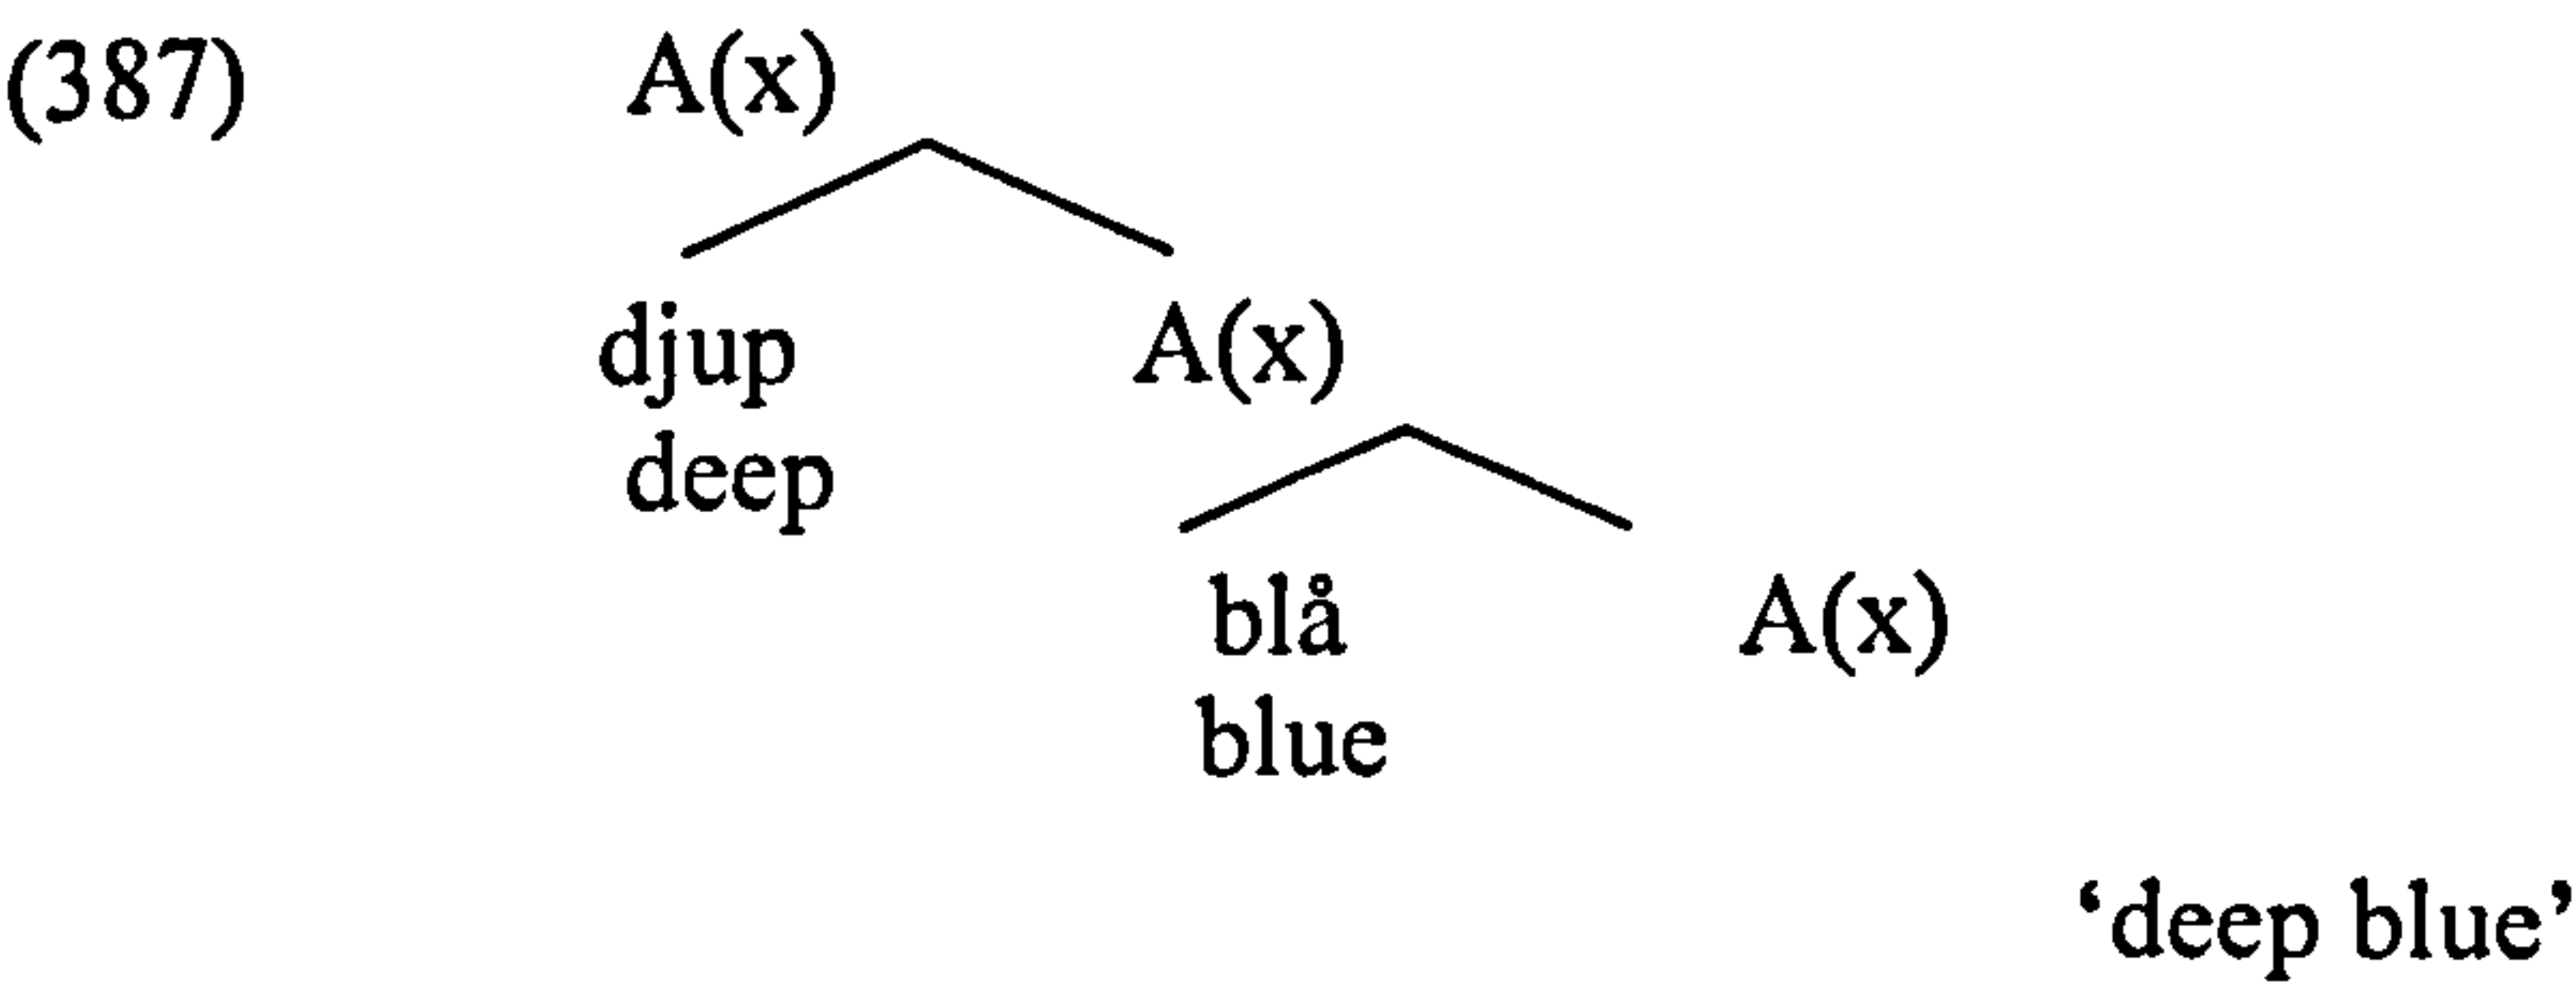 (387) A(x)
djup A(x)
deep
blå A(x)
blue
‘deep blue’